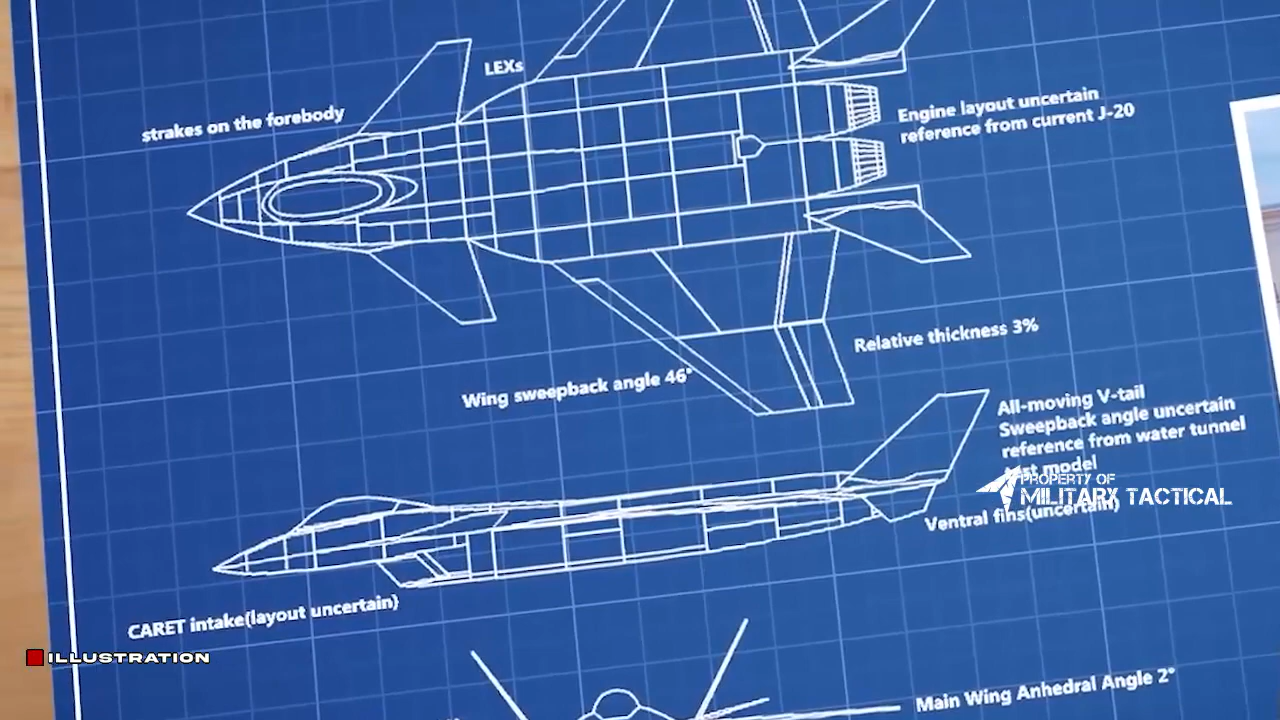 LEXs
strakes on the forebody
Engine layout uncertain
reference from current J-20
Relative thickness 3%
Wing sweepback angle 46°
All-moving V-tail
Sweepback angle uncertain
reference from water tunnel
test model
PROPERTY OF
MILITARY TACTICAL
Ventral fins(uncertain)
CARET intake(layout uncertain)
ILLUSTRATION
Main Wing Anhedral Angle 2°